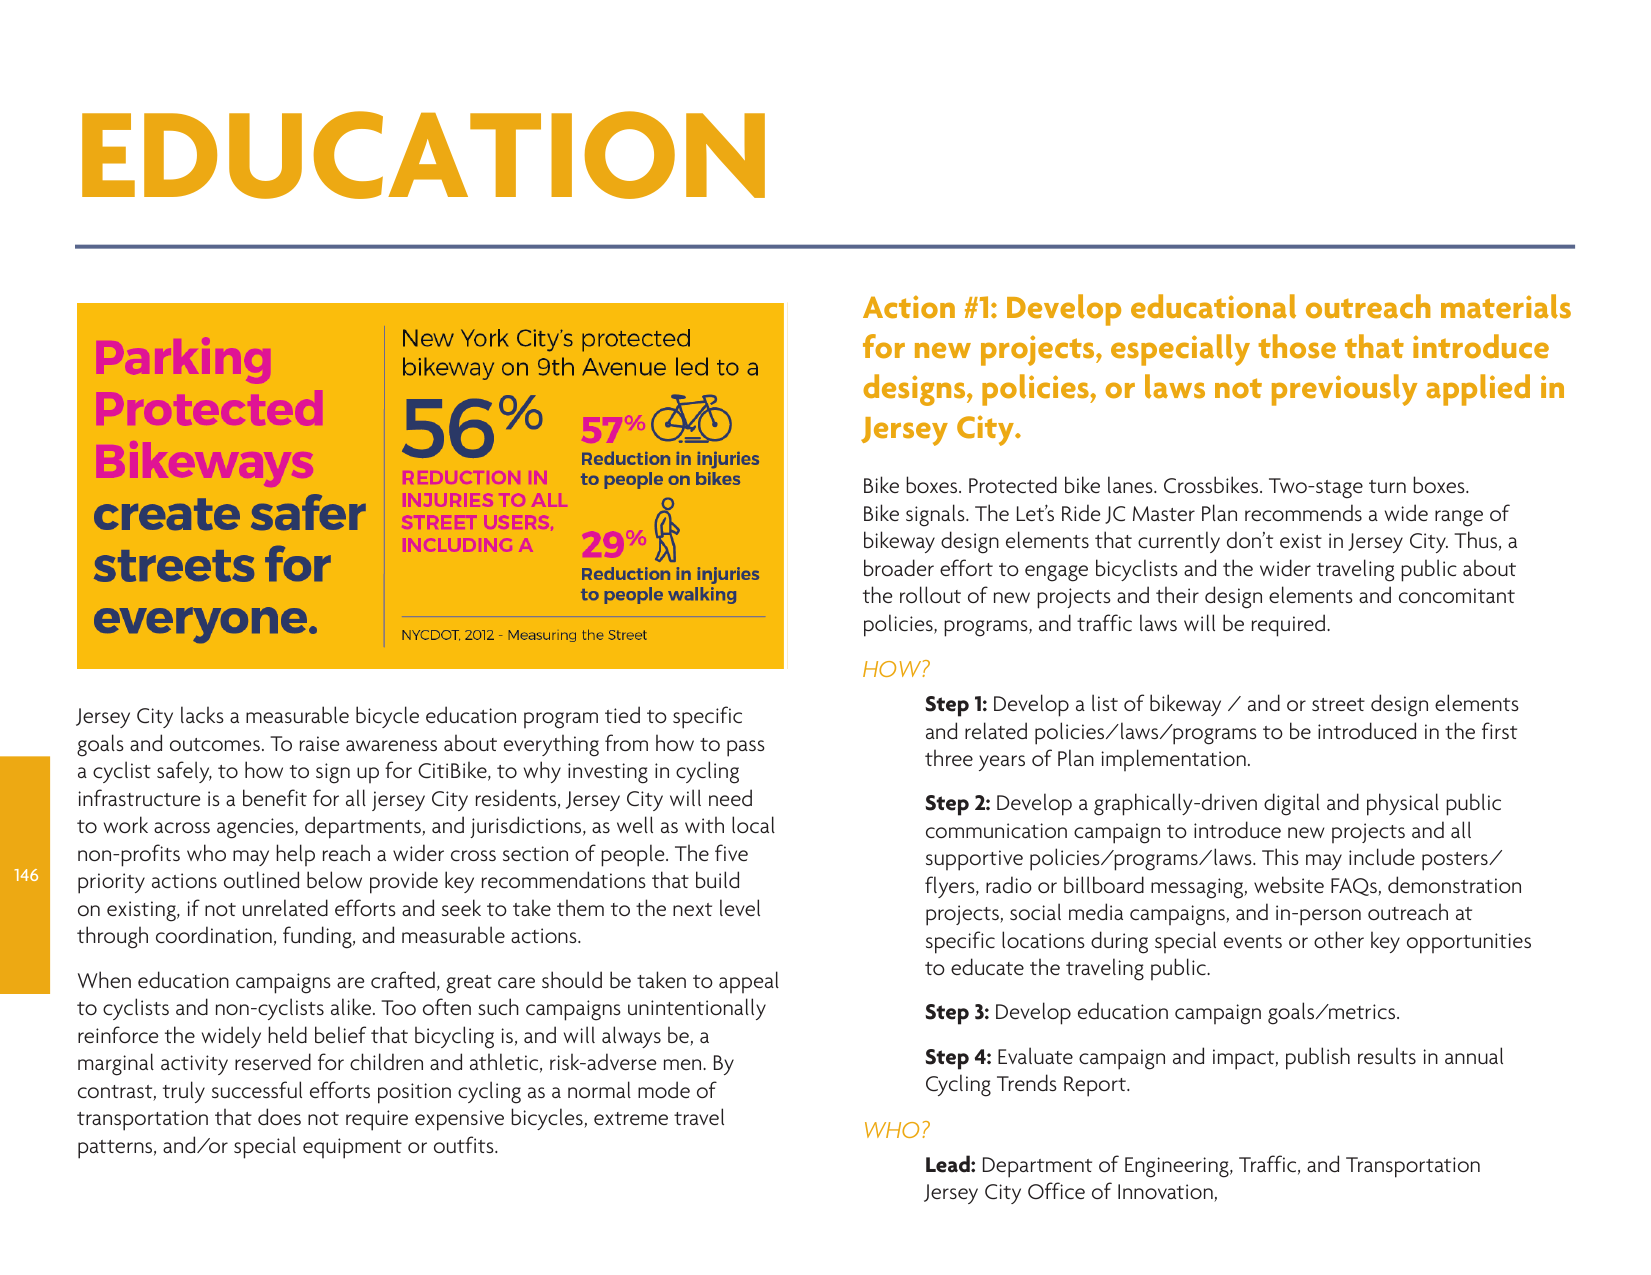 EDUCATION
Parking
Protected
Bikeways
create safer
streets for
everyone.
New York City's protected
bikeway on 9th Avenue led to a
56%
REDUCTION IN
INJURIES TO ALL
STREET USERS,
INCLUDING A
57%
Reduction in injuries
to people on bikes
29%
Reduction in injuries
to people walking
NYCDOT, 2012 - Measuring the Street
Jersey City lacks a measurable bicycle education program tied to specific
goals and outcomes. To raise awareness about everything from how to pass
a cyclist safely, to how to sign up for CitiBike, to why investing in cycling
infrastructure is a benefit for all jersey City residents, Jersey City will need
to work across agencies, departments, and jurisdictions, as well as with local
non-profits who may help reach a wider cross section of people. The five
priority actions outlined below provide key recommendations that build
on existing, if not unrelated efforts and seek to take them to the next level
through coordination, funding, and measurable actions.
When education campaigns are crafted, great care should be taken to appeal
to cyclists and non-cyclists alike. Too often such campaigns unintentionally
reinforce the widely held belief that bicycling is, and will always be, a
marginal activity reserved for children and athletic, risk-adverse men. By
contrast, truly successful efforts position cycling as a normal mode of
transportation that does not require expensive bicycles, extreme travel
patterns, and/or special equipment or outfits.
146
Action #1: Develop educational outreach materials
for new projects, especially those that introduce
designs, policies, or laws not previously applied in
Jersey City.
Bike boxes. Protected bike lanes. Crossbikes. Two-stage turn boxes.
Bike signals. The Let's Ride JC Master Plan recommends a wide range of
bikeway design elements that currently don't exist in Jersey City. Thus, a
broader effort to engage bicyclists and the wider traveling public about
the rollout of new projects and their design elements and concomitant
policies, programs, and traffic laws will be required.
HOW?
Step 1: Develop a list of bikeway / and or street design elements
and related policies/laws/programs to be introduced in the first
three years of Plan implementation.
Step 2: Develop a graphically-driven digital and physical public
communication campaign to introduce new projects and all
supportive policies/programs/laws. This may include posters/
flyers, radio or billboard messaging, website FAQs, demonstration
projects, social media campaigns, and in-person outreach at
specific locations during special events or other key opportunities
to educate the traveling public.
Step 3: Develop education campaign goals/metrics.
Step 4: Evaluate campaign and impact, publish results in annual
Cycling Trends Report.
WHO?
Lead: Department of Engineering, Traffic, and Transportation
Jersey City Office of Innovation,